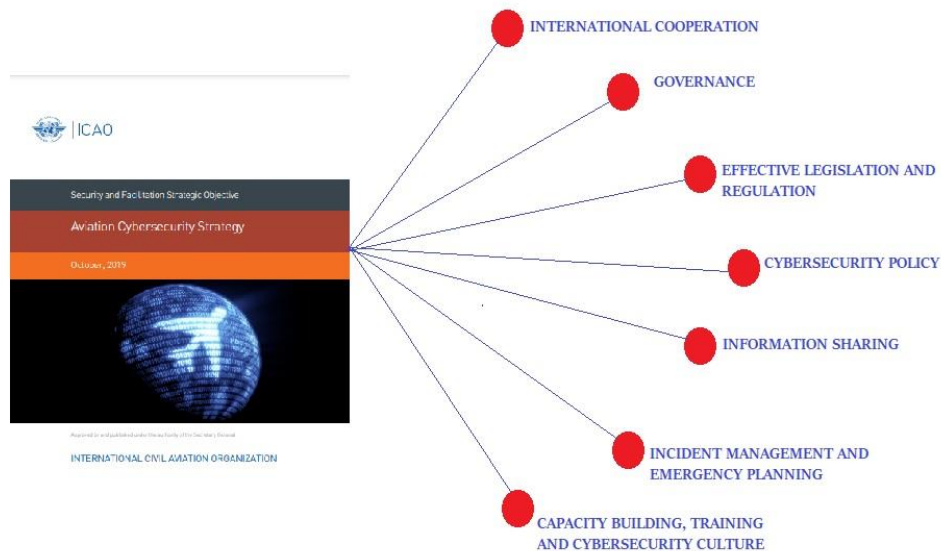 ICAO
Security and Facilitation Strategic Objective
Aviation Cybersecurity Strategy
October, 2019
INTERNATIONAL CIVIL AVIATION ORGANIZATION
INTERNATIONAL COOPERATION
GOVERNANCE
EFFECTIVE LEGISLATION AND
REGULATION
CYBERSECURITY POLICY
INFORMATION SHARING
INCIDENT MANAGEMENT AND
EMERGENCY PLANNING
CAPACITY BUILDING, TRAINING
AND CYBERSECURITY CULTURE